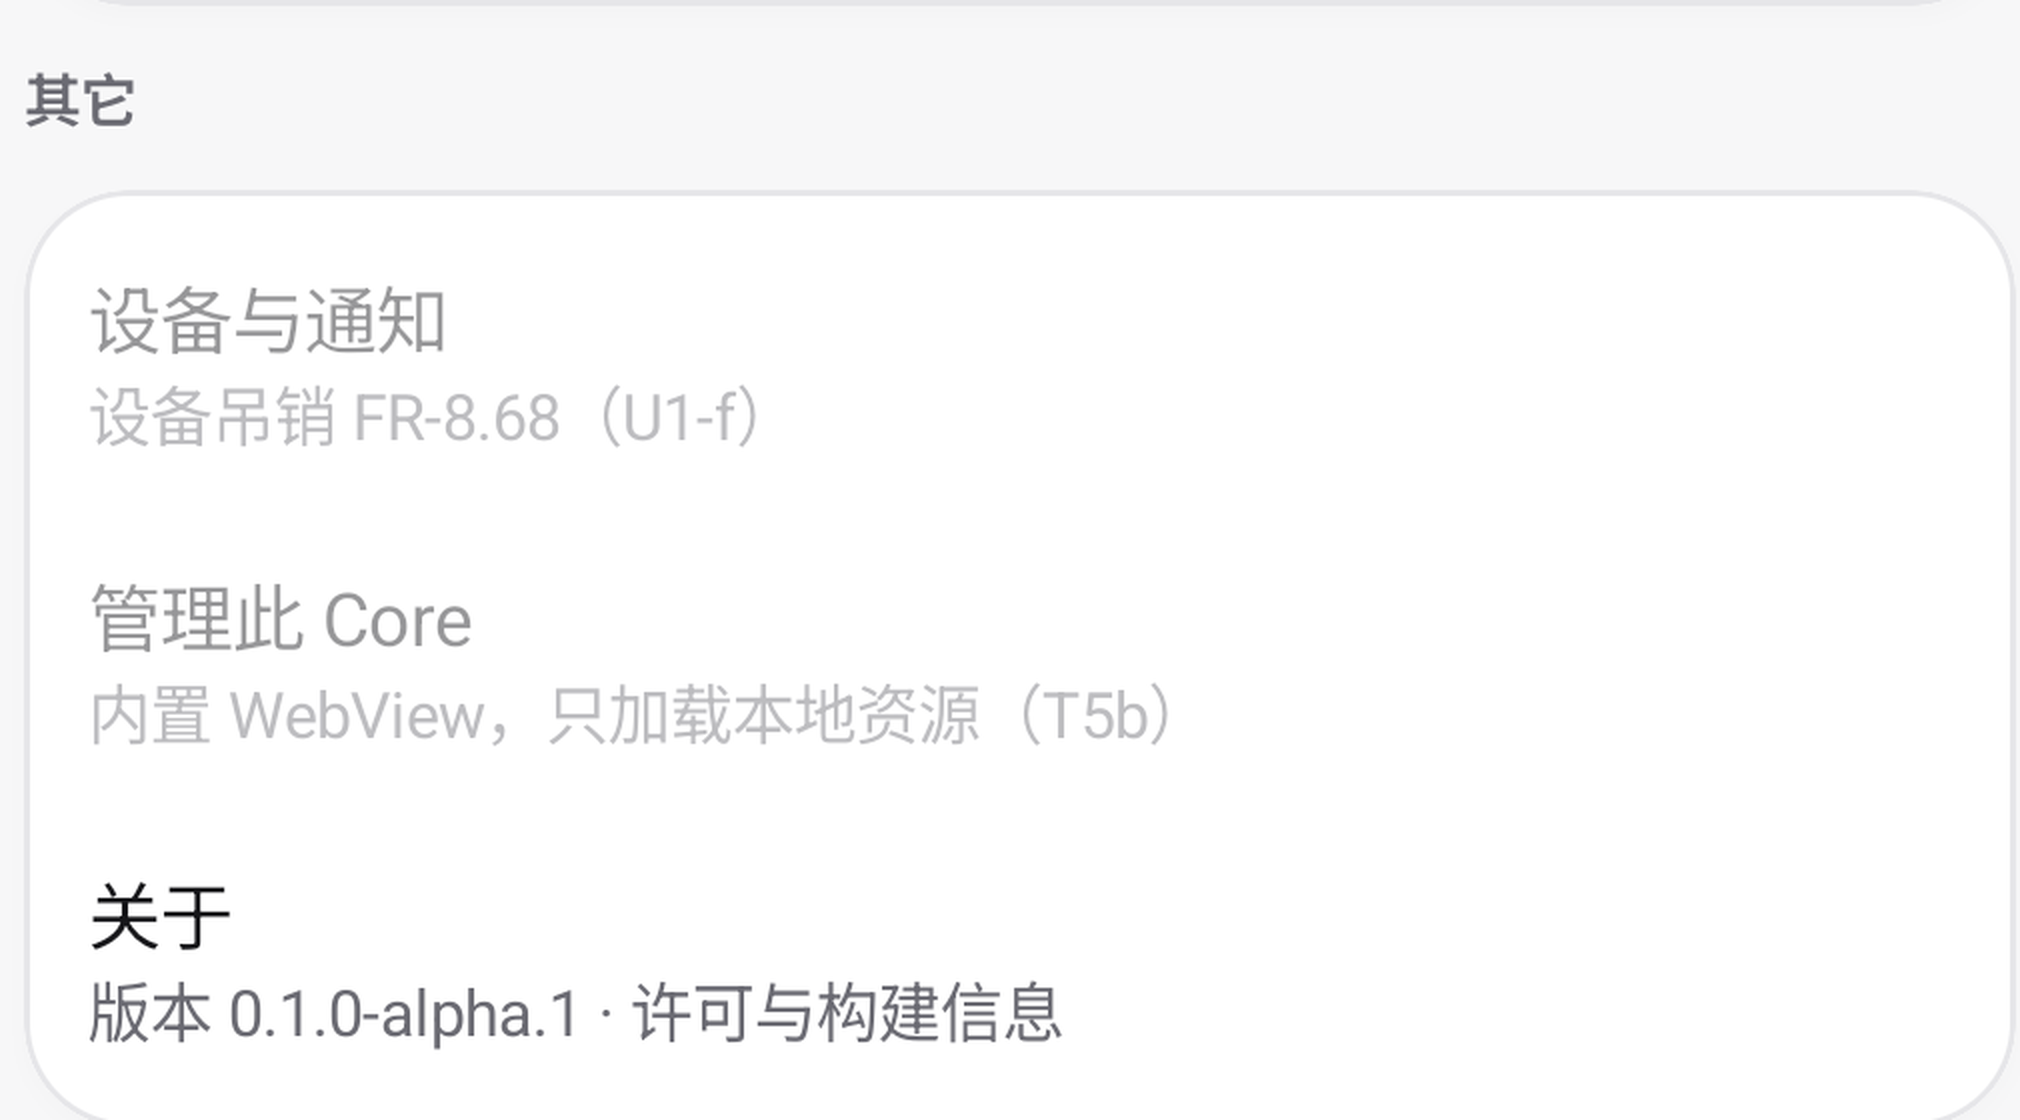 其它
设备与通知
设备吊销 FR-8.68（U1-f）
管理此 Core
内置 WebView，只加载本地资源（T5b）
关于
版本 0.1.0-alpha.1 · 许可与构建信息